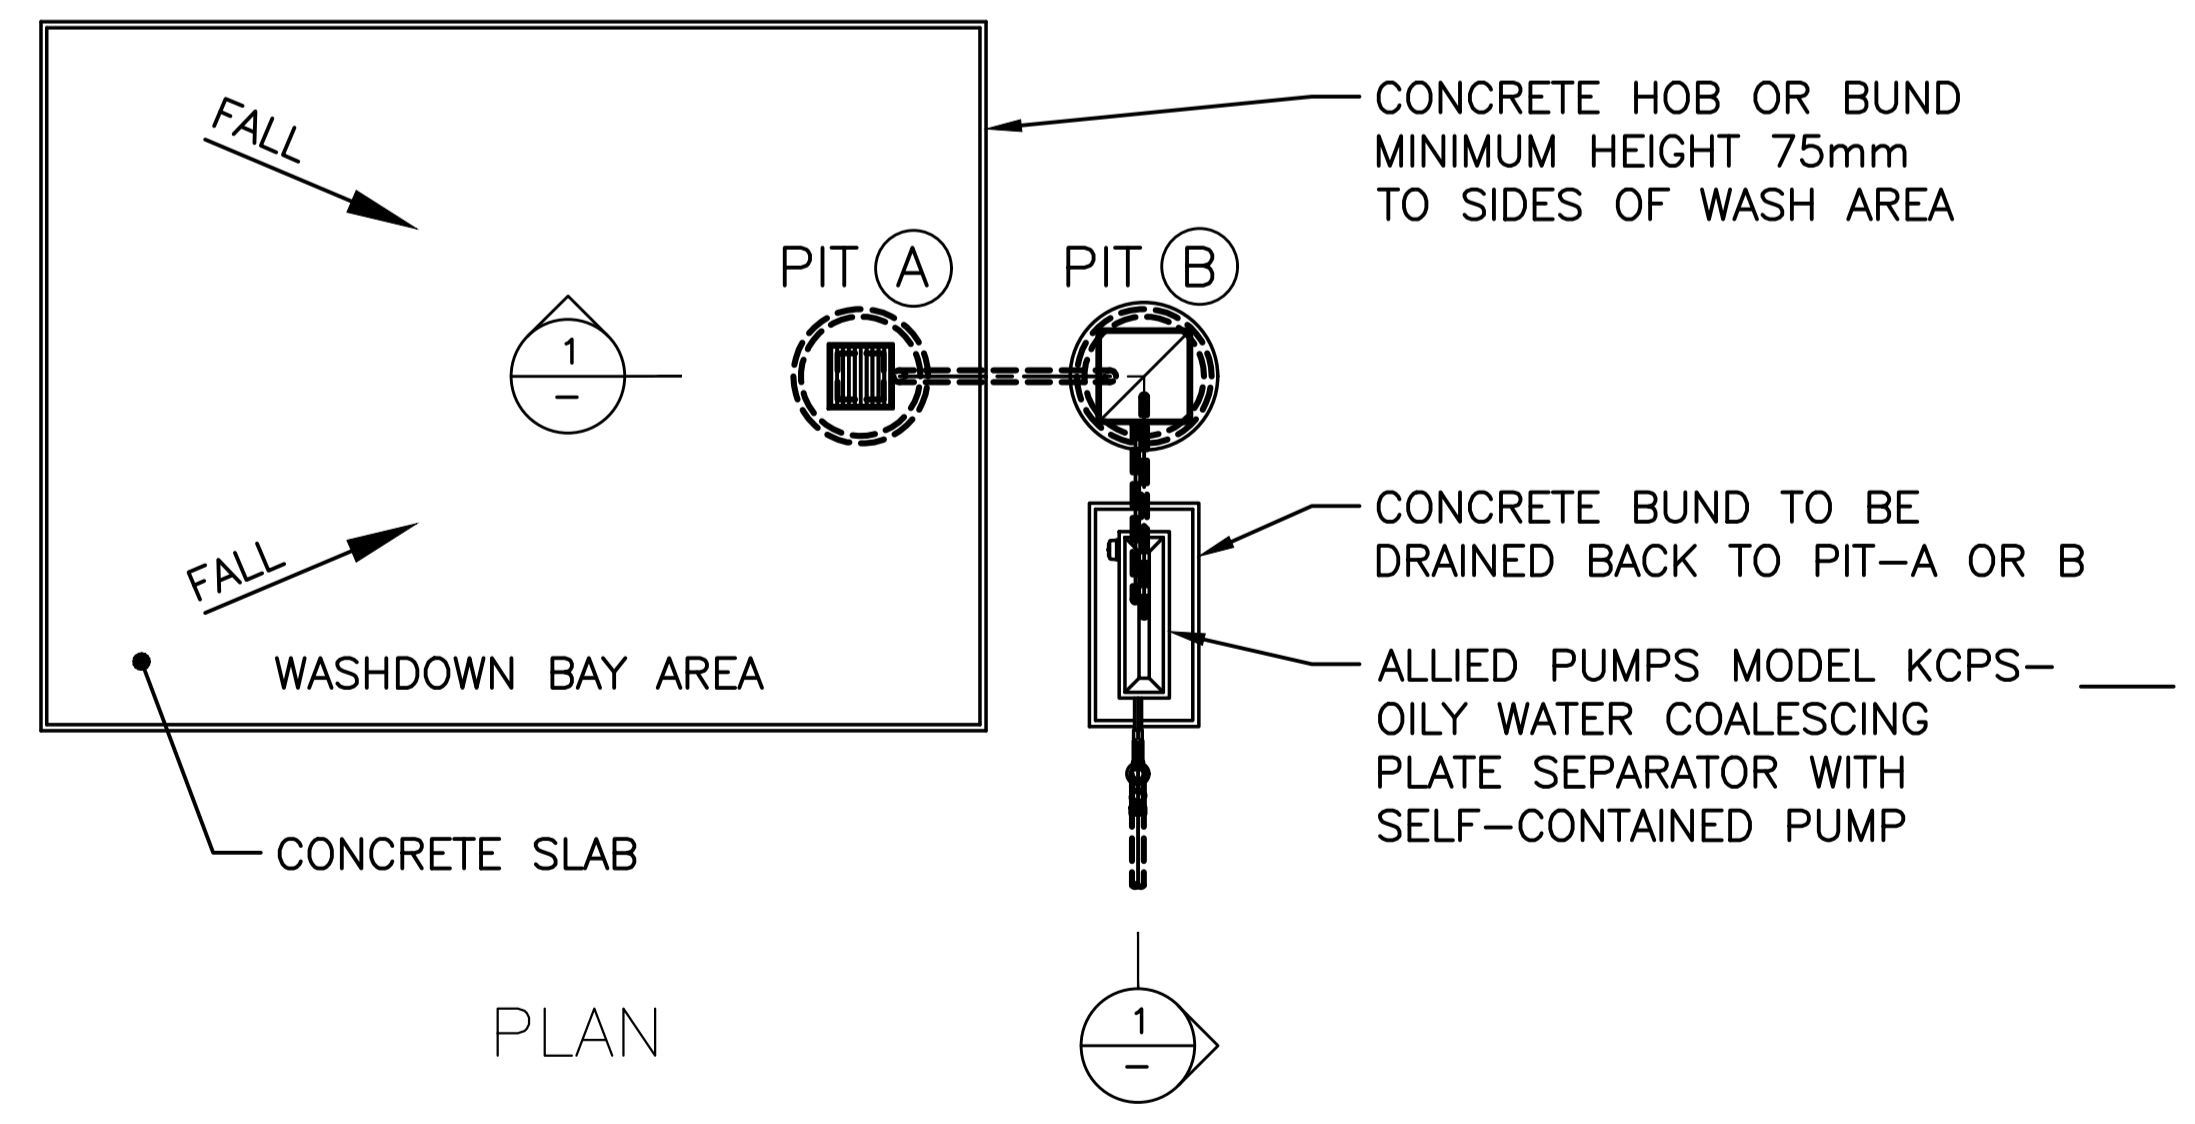 CONCRETE HOB OR BUND
MINIMUM HEIGHT 75mm
TO SIDES OF WASH AREA
FALL
PIT A
PIT B
1
-
CONCRETE BUND TO BE
DRAINED BACK TO PIT-A OR B
FALL
WASHDOWN BAY AREA
ALLIED PUMPS MODEL KCPS- ____
OILY WATER COALESCING
PLATE SEPARATOR WITH
SELF-CONTAINED PUMP
CONCRETE SLAB
PLAN
1
-